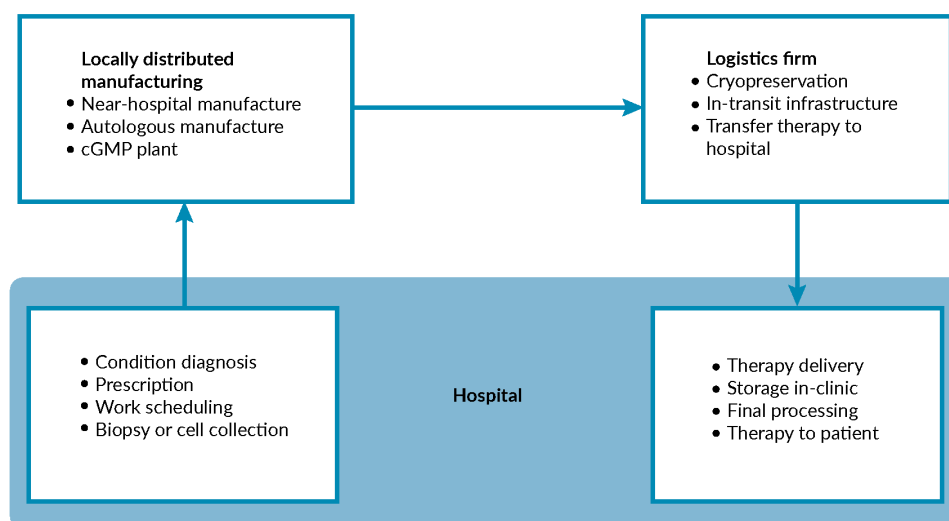 Locally distributed
manufacturing
• Near-hospital manufacture
• Autologous manufacture
• cGMP plant
Logistics firm
• Cryopreservation
• In-transit infrastructure
• Transfer therapy to
hospital
• Condition diagnosis
• Prescription
• Work scheduling
• Biopsy or cell collection
Hospital
• Therapy delivery
• Storage in-clinic
• Final processing
• Therapy to patient